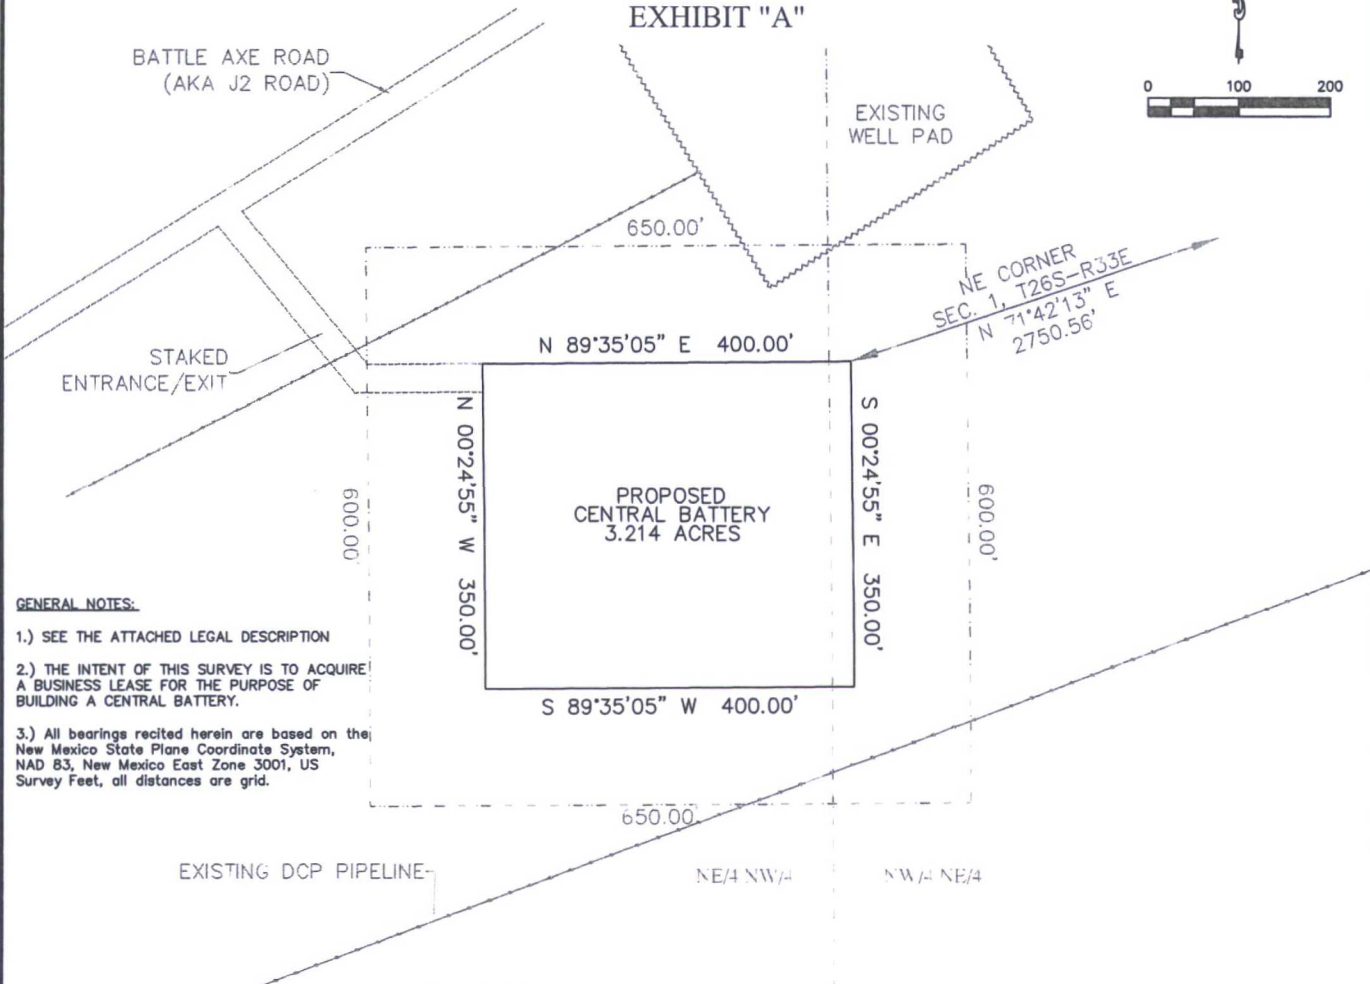 EXHIBIT "A"
BATTLE AXE ROAD
(AKA J2 ROAD)
0 100 200
EXISTING
WELL PAD
650.00'
NE CORNER
SEC. 1, T26S-R33E
N 71°42'13" E
2750.56'
STAKED
ENTRANCE/EXIT
N 89°35'05" E 400.00'
N 00°24'55" W 350.00'
S 00°24'55" E 350.00'
600.00'
600.00'
PROPOSED
CENTRAL BATTERY
3.214 ACRES
GENERAL NOTES:
1.) SEE THE ATTACHED LEGAL DESCRIPTION
2.) THE INTENT OF THIS SURVEY IS TO ACQUIRE
A BUSINESS LEASE FOR THE PURPOSE OF
BUILDING A CENTRAL BATTERY.
3.) All bearings recited herein are based on the
New Mexico State Plane Coordinate System,
NAD 83, New Mexico East Zone 3001, US
Survey Feet, all distances are grid.
S 89°35'05" W 400.00'
650.00'
EXISTING DCP PIPELINE
NE/4 NW/4
NW/4 NE/4